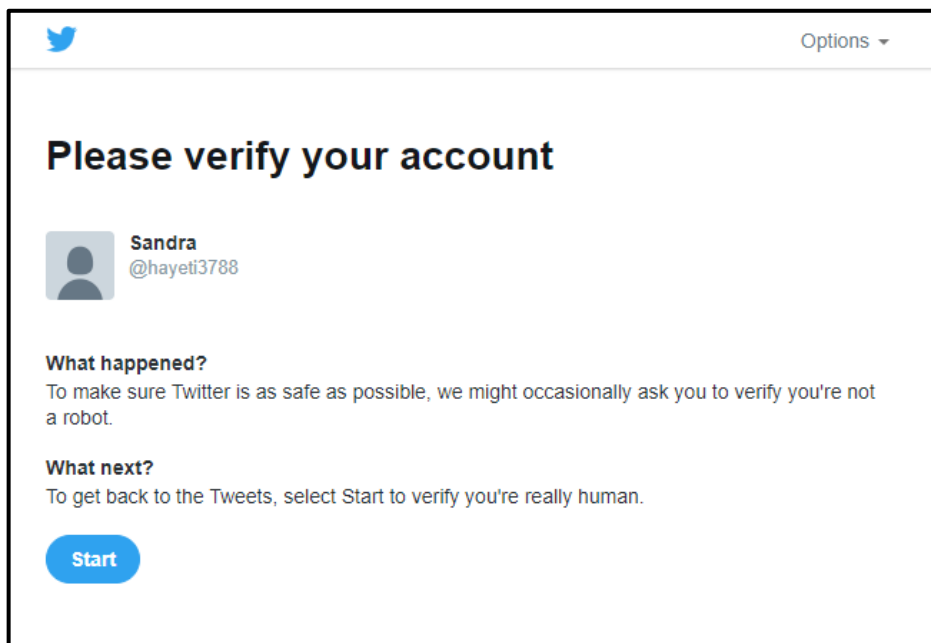 Options
Please verify your account
Sandra
@hayeti3788
What happened?
To make sure Twitter is as safe as possible, we might occasionally ask you to verify you're not
a robot.
What next?
To get back to the Tweets, select Start to verify you're really human.
Start